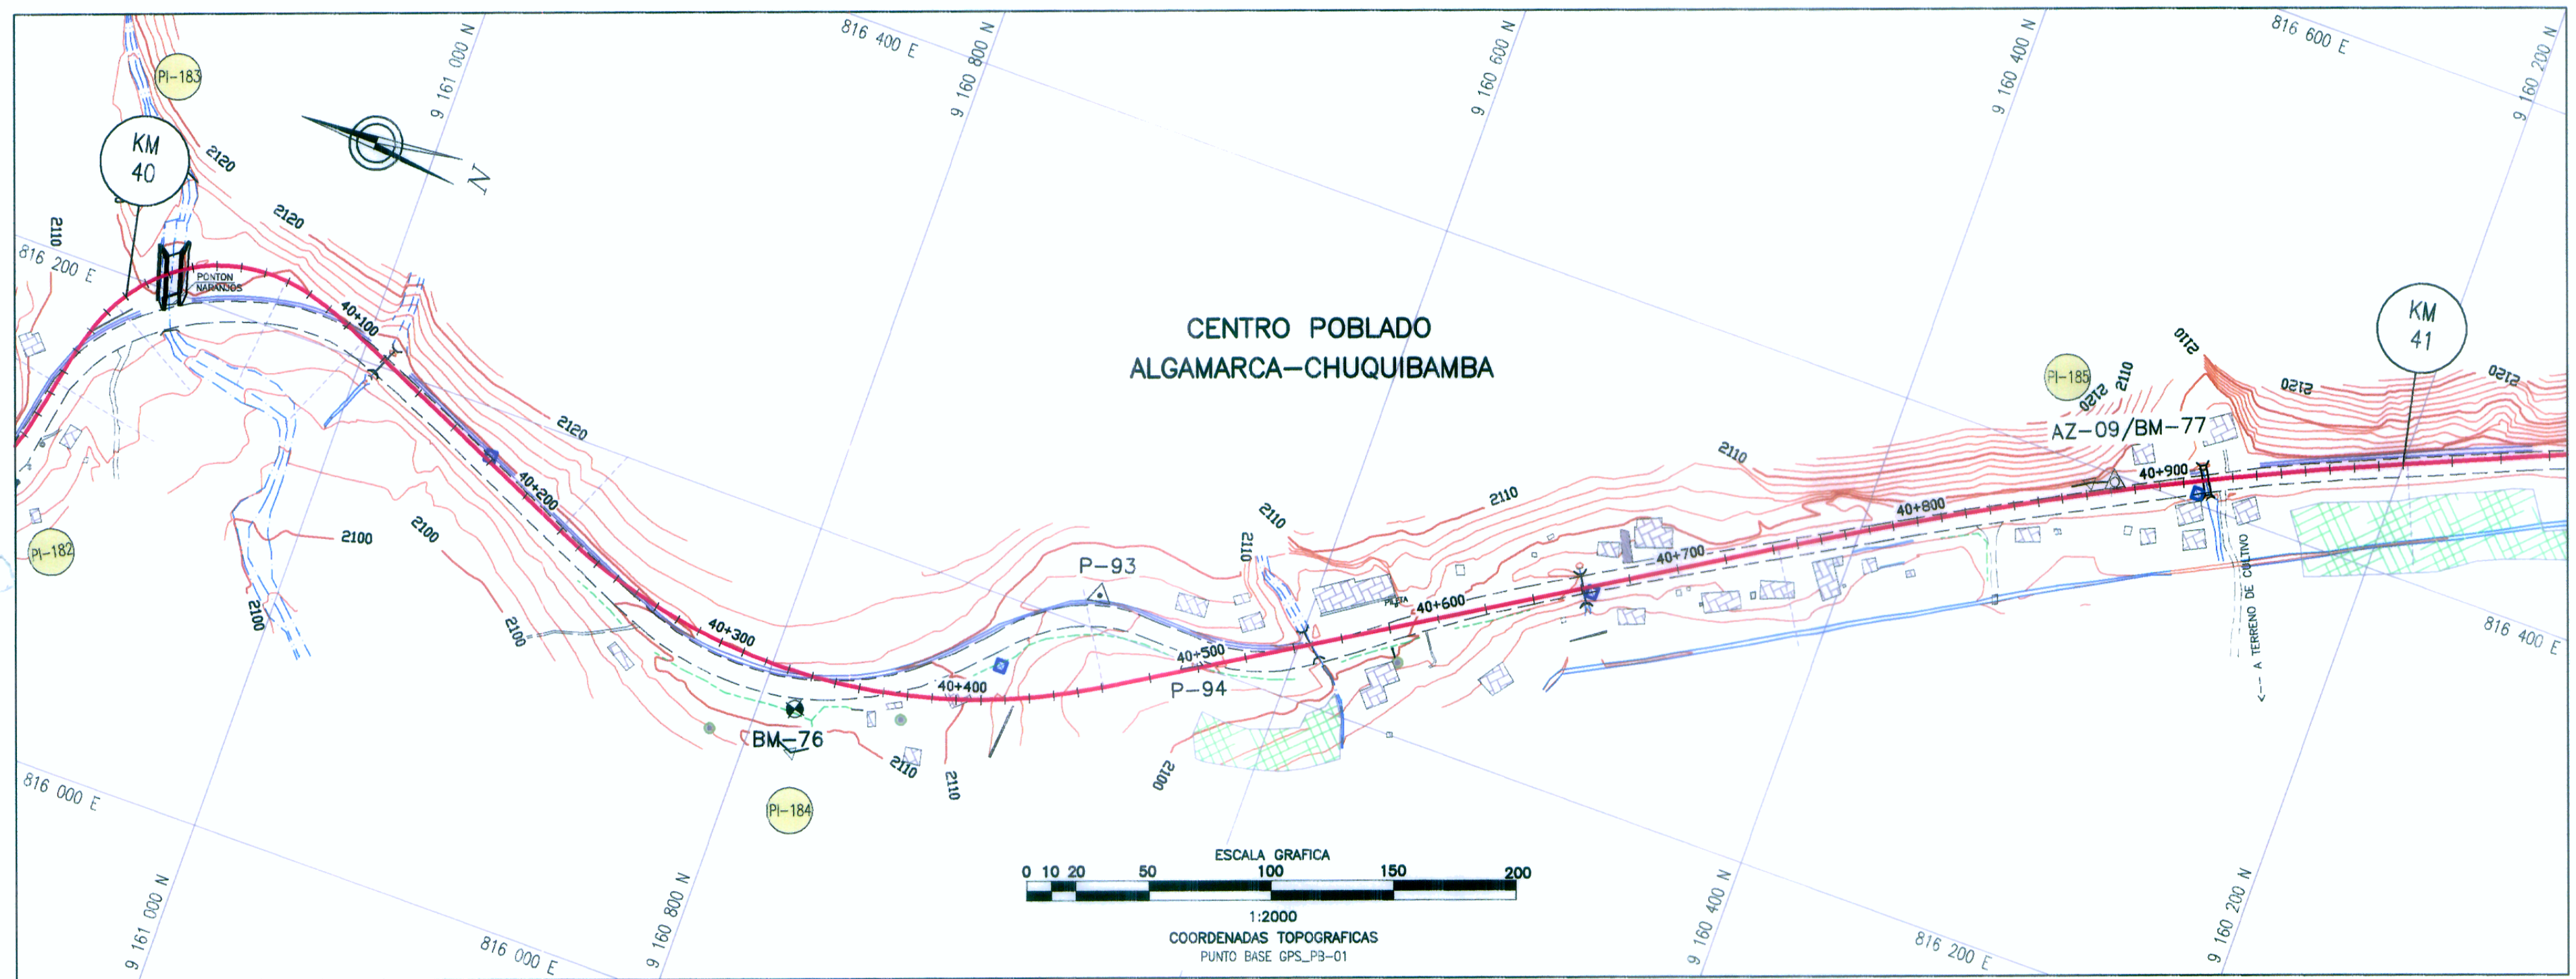 816 400 E
816 600 E
9 161 000 N
9 160 800 N
9 160 600 N
9 160 400 N
9 160 200 N
PI-183
KM
40
2120
N
2110
816 200 E
2120
PONTON
NARANJOS
40+100
CENTRO POBLADO
ALGAMARCA-CHUQUIBAMBA
KM
41
2110
2120
2120
PI-185
2120
2110
AZ-09/BM-77
2120
40+200
2110
2110
40+900
2100
2100
2110
2110
40+800
PI-182
P-93
40+700
PILETA
40+600
2100
2100
40+300
40+500
<--- A TERRENO DE CULTIVO
816 400 E
40+400
P-94
BM-76
2110
2110
2100
816 000 E
PI-184
ESCALA GRAFICA
0 10 20 50 100 150 200
1:2000
COORDENADAS TOPOGRAFICAS
PUNTO BASE GPS_PB-01
9 161 000 N
816 000 E
9 160 800 N
9 160 400 N
816 200 E
9 160 200 N